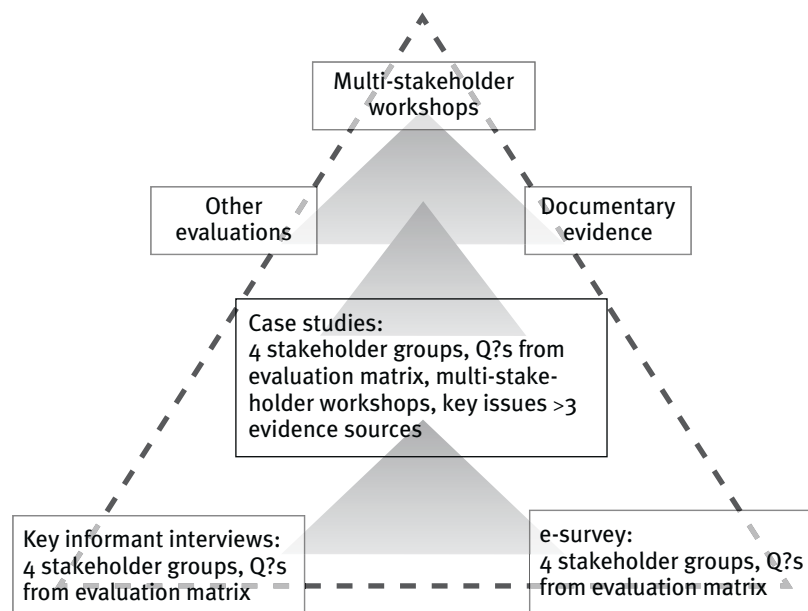 Multi-stakeholder
workshops
Other
evaluations
Documentary
evidence
Case studies:
4 stakeholder groups, Q?s from
evaluation matrix, multi-stake-
holder workshops, key issues >3
evidence sources
Key informant interviews:
4 stakeholder groups, Q?s
from evaluation matrix
e-survey:
4 stakeholder groups, Q?s
from evaluation matrix